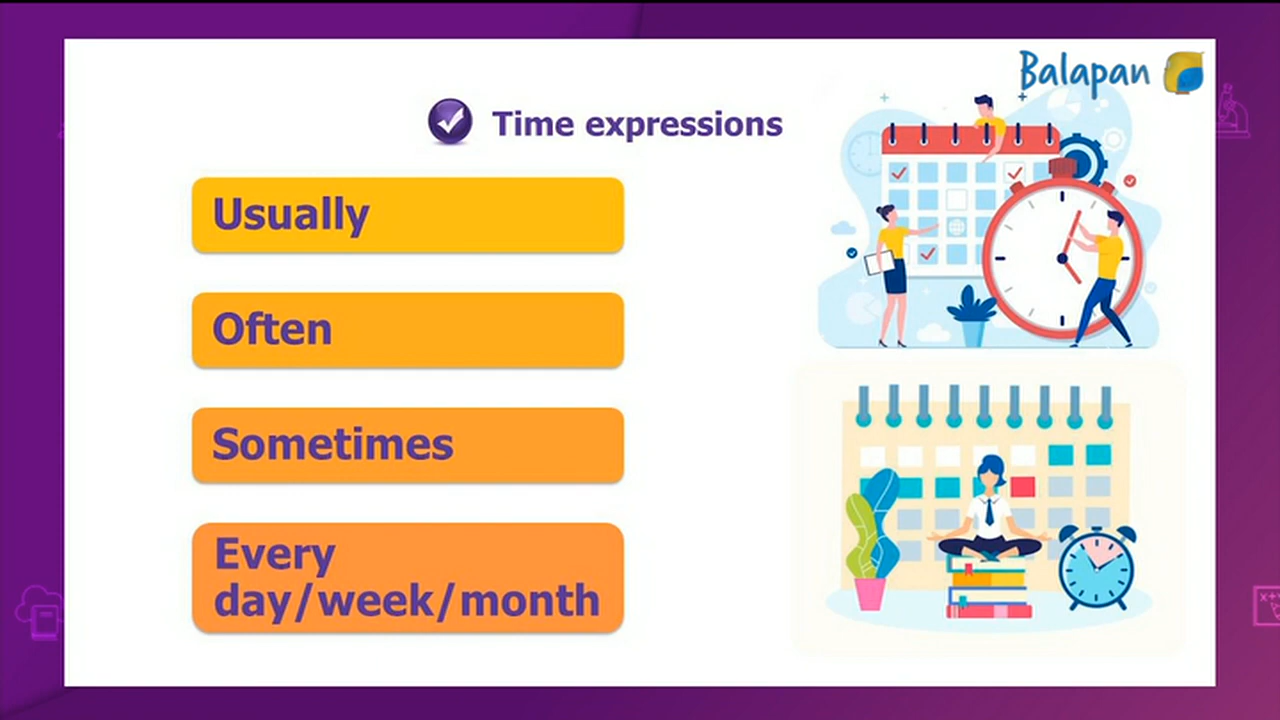 Balapan
Time expressions
Usually
Often
Sometimes
Every
day/week/month